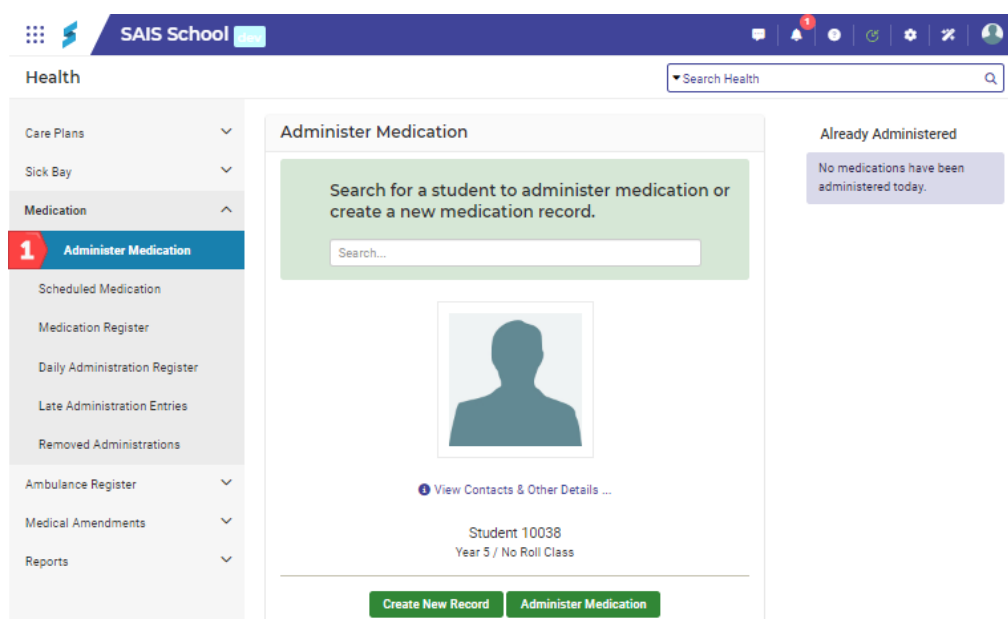 SAIS School dev
1
Health
Search Health
Care Plans
Sick Bay
Medication
1 Administer Medication
Scheduled Medication
Medication Register
Daily Administration Register
Late Administration Entries
Removed Administrations
Ambulance Register
Medical Amendments
Reports
Administer Medication
Search for a student to administer medication or
create a new medication record.
Search...
View Contacts & Other Details ...
Student 10038
Year 5 / No Roll Class
Create New Record
Administer Medication
Already Administered
No medications have been
administered today.